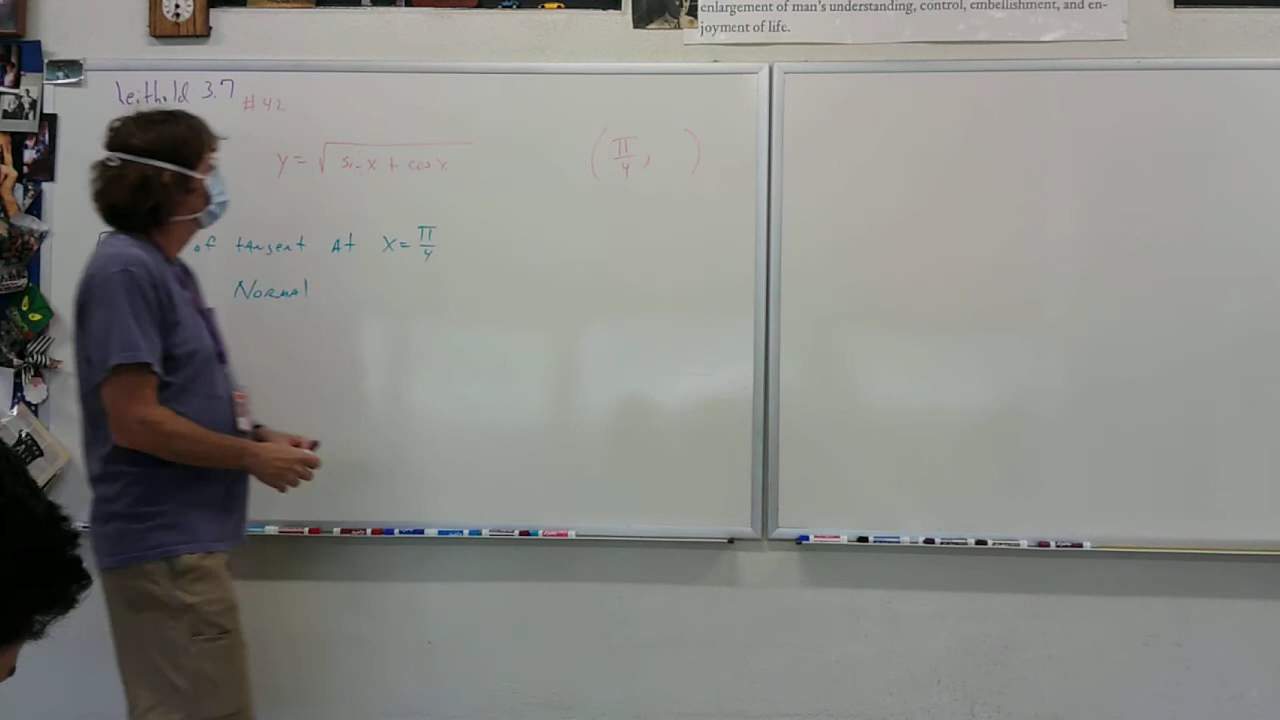 enlargement of man's understanding, control, embellishment, and en-
joyment of life.
Leithold 3.7 #42
y = √sin x + cos x
(π/4, )
of tangent at x = π/4
Normal